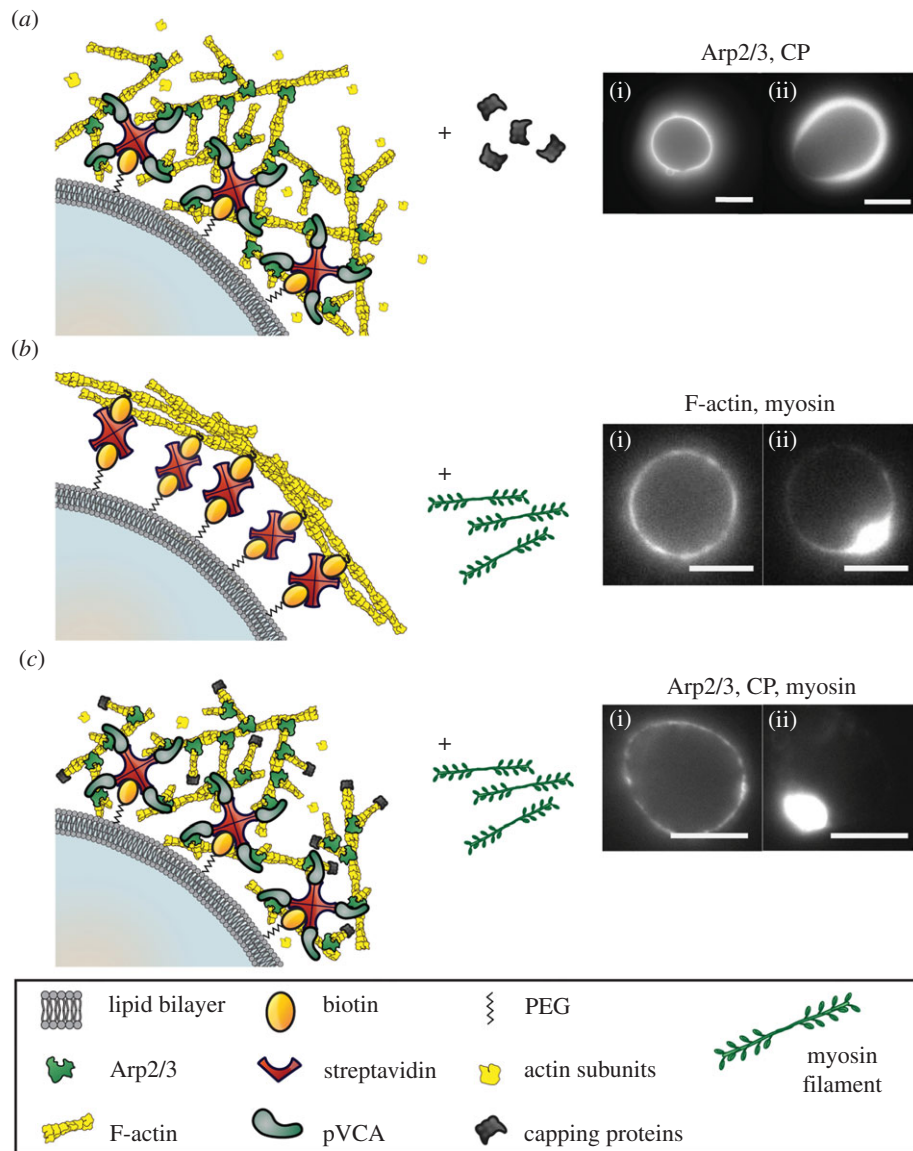 (a)
Arp2/3, CP
+
(i)
(ii)
(b)
F-actin, myosin
+
(i)
(ii)
(c)
Arp2/3, CP, myosin
+
(i)
(ii)
lipid bilayer
biotin
PEG
Arp2/3
streptavidin
actin subunits
myosin
filament
F-actin
pVCA
capping proteins